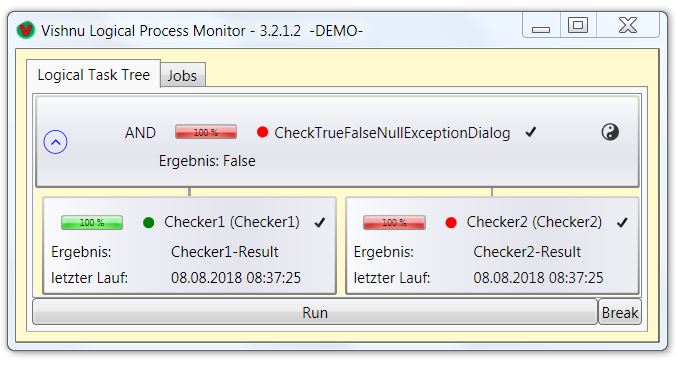 Vishnu Logical Process Monitor - 3.2.1.2 -DEMO-
Logical Task Tree Jobs
AND 100 % CheckTrueFalseNullExceptionDialog
Ergebnis: False
100 % Checker1 (Checker1)
Ergebnis: Checker1-Result
letzter Lauf: 08.08.2018 08:37:25
100 % Checker2 (Checker2)
Ergebnis: Checker2-Result
letzter Lauf: 08.08.2018 08:37:25
Run Break